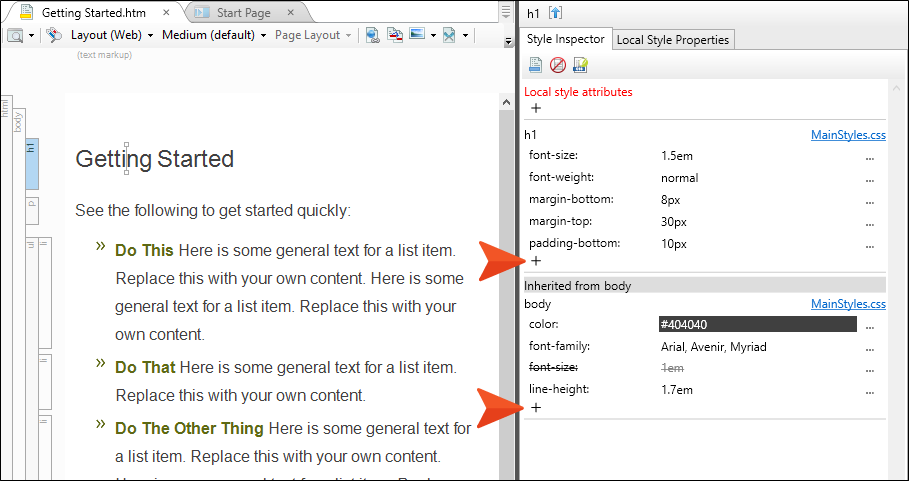 Getting Started.htm × Start Page ×
Layout (Web) Medium (default) Page Layout
(text markup)
html
body
h1
p
ul
li
li
li
Getting Started
See the following to get started quickly:
» Do This Here is some general text for a list item.
Replace this with your own content. Here is some
general text for a list item. Replace this with your
own content.
» Do That Here is some general text for a list item.
Replace this with your own content.
» Do The Other Thing Here is some general text for
a list item. Replace this with your own content.
h1
Style Inspector Local Style Properties
Local style attributes
+
h1 MainStyles.css
font-size: 1.5em ...
font-weight: normal ...
margin-bottom: 8px ...
margin-top: 30px ...
padding-bottom: 10px ...
+
Inherited from body
body MainStyles.css
color: #404040 ...
font-family: Arial, Avenir, Myriad ...
font-size: 1em ...
line-height: 1.7em ...
+